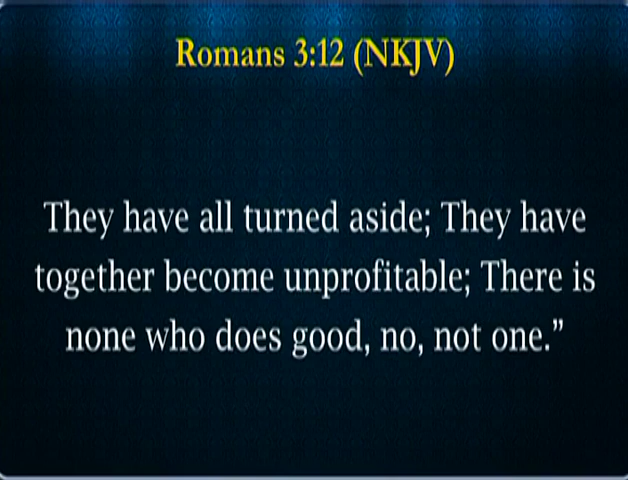 Romans 3:12 (NKJV)
They have all turned aside; They have
together become unprofitable; There is
none who does good, no, not one.”